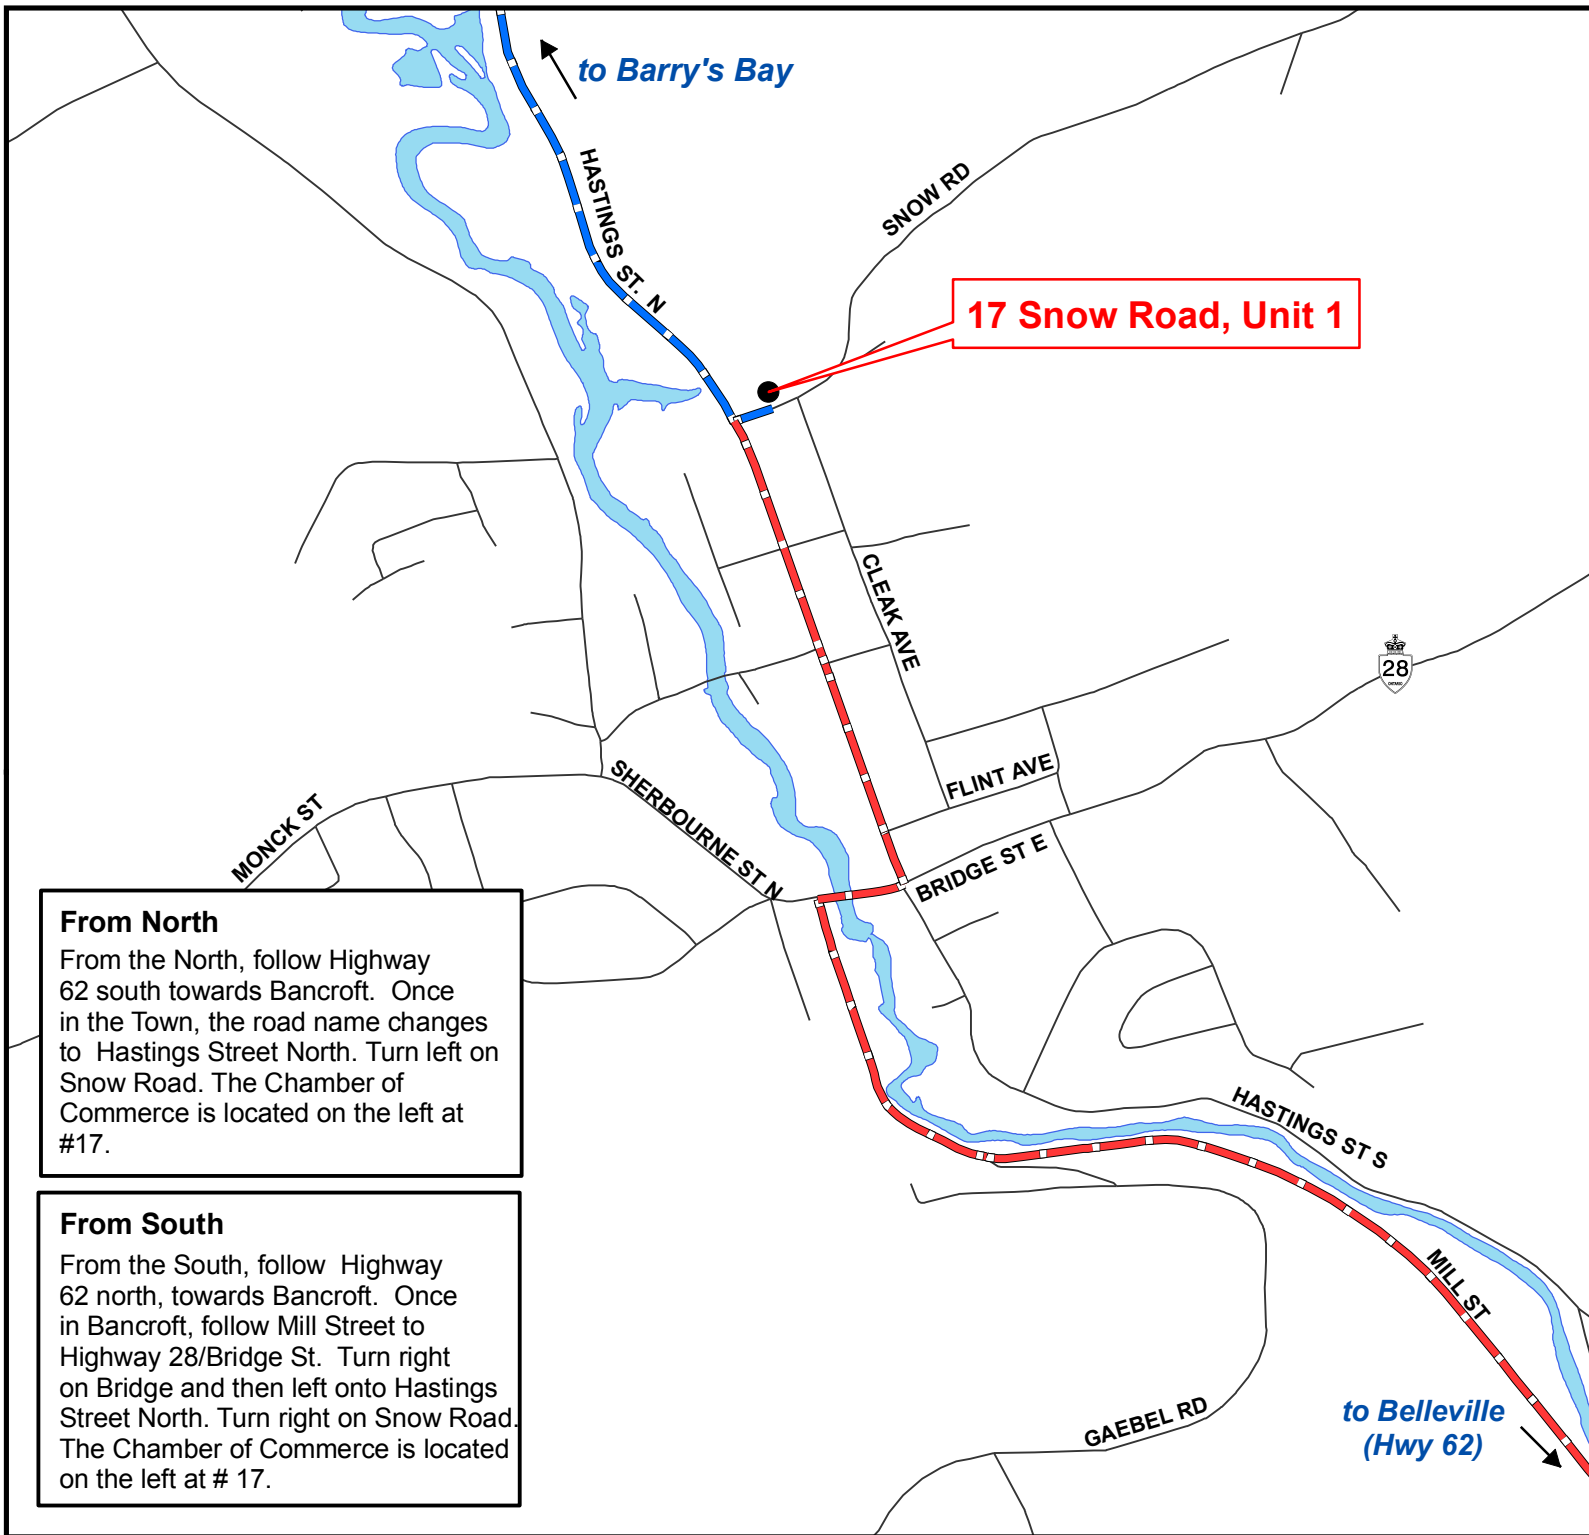 to Barry's Bay
HASTINGS ST. N
SNOW RD
17 Snow Road, Unit 1
CLEAK AVE
28
ONTARIO
FLINT AVE
SHERBOURNE ST N
MONCK ST
BRIDGE ST E
From North
From the North, follow Highway
62 south towards Bancroft.  Once
in the Town, the road name changes
to  Hastings Street North. Turn left on
Snow Road. The Chamber of
Commerce is located on the left at
#17.
HASTINGS ST S
From South
From the South, follow  Highway
62 north, towards Bancroft.  Once
in Bancroft, follow Mill Street to
Highway 28/Bridge St.  Turn right
on Bridge and then left onto Hastings
Street North. Turn right on Snow Road.
The Chamber of Commerce is located
on the left at # 17.
MILL ST
GAEBEL RD
to Belleville
(Hwy 62)